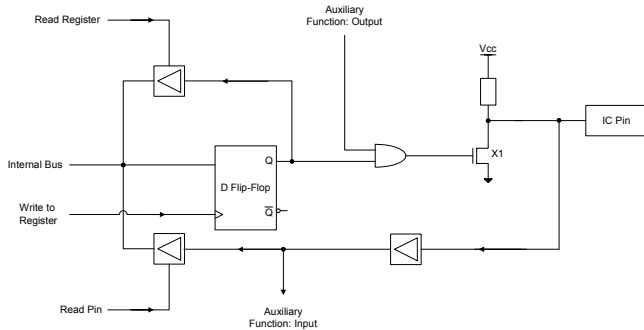 Auxiliary
Function: Output
Read Register
Vcc
IC Pin
Internal Bus
Q
X1
D Flip-Flop
Write to
Register
Q
Read Pin
Auxiliary
Function: Input